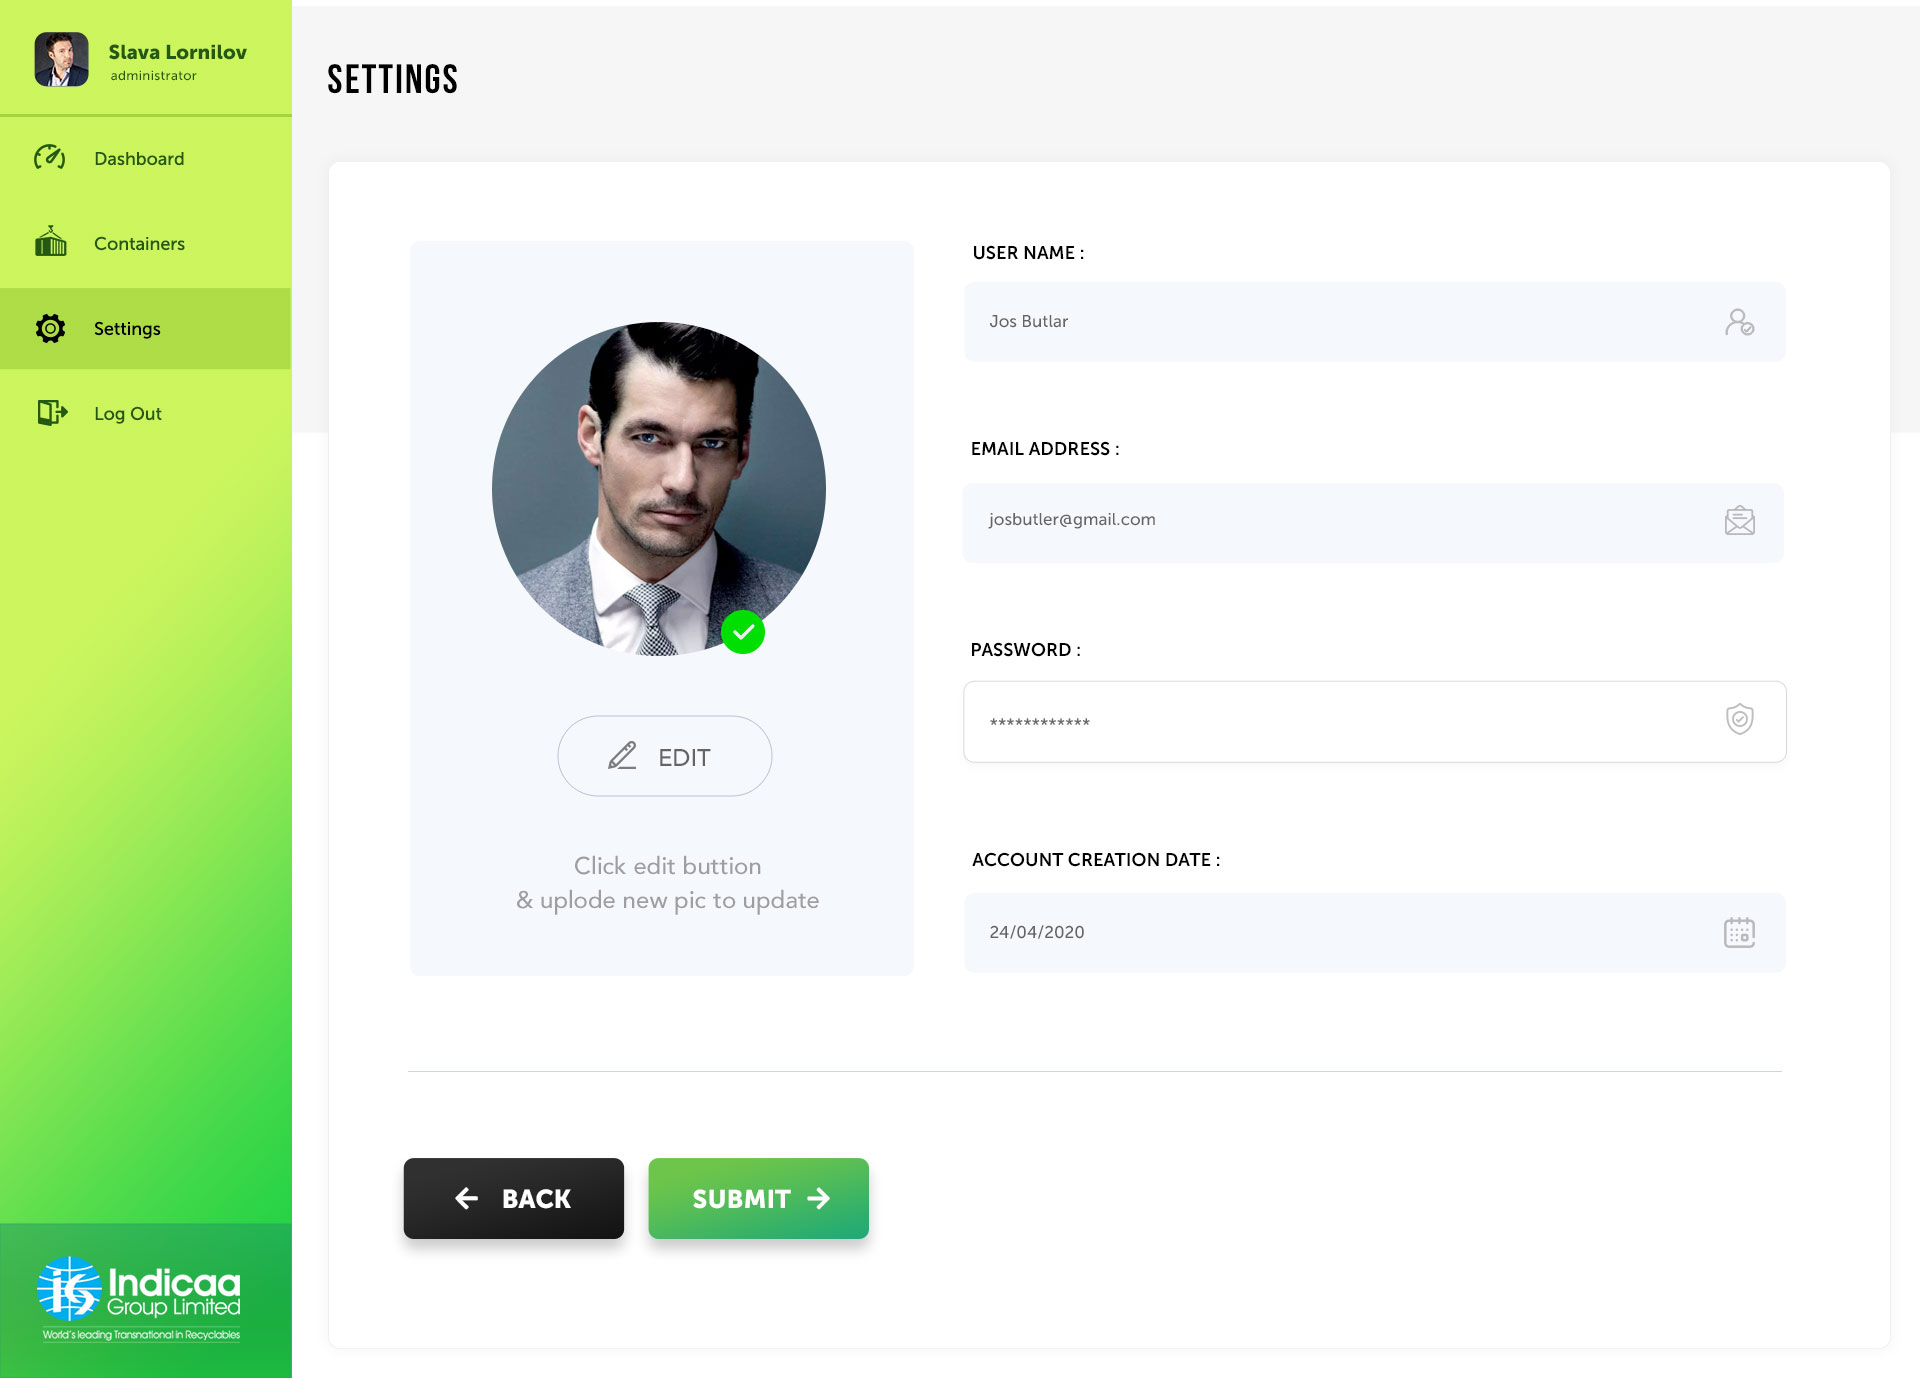 Slava Lornilov
administrator
Dashboard
Containers
Settings
Log Out
iks Indicaa
Group Limited
World's leading Transnational in Recyclables
SETTINGS
EDIT
Click edit buttion
& uplode new pic to update
USER NAME :
Jos Butlar
EMAIL ADDRESS :
josbutler@gmail.com
PASSWORD :
************
ACCOUNT CREATION DATE :
24/04/2020
BACK
SUBMIT